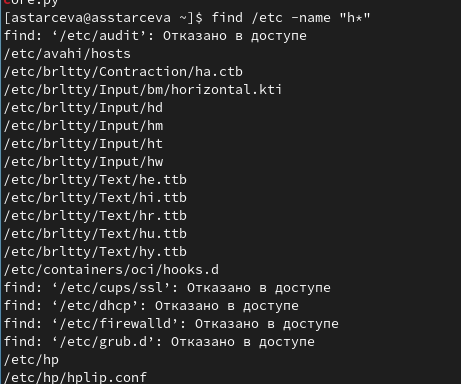 core.py
[astarceva@asstarceva ~]$ find /etc -name "h*"
find: ‘/etc/audit’: Отказано в доступе
/etc/avahi/hosts
/etc/brltty/Contraction/ha.ctb
/etc/brltty/Input/bm/horizontal.kti
/etc/brltty/Input/hd
/etc/brltty/Input/hm
/etc/brltty/Input/ht
/etc/brltty/Input/hw
/etc/brltty/Text/he.ttb
/etc/brltty/Text/hi.ttb
/etc/brltty/Text/hr.ttb
/etc/brltty/Text/hu.ttb
/etc/brltty/Text/hy.ttb
/etc/containers/oci/hooks.d
find: ‘/etc/cups/ssl’: Отказано в доступе
find: ‘/etc/dhcp’: Отказано в доступе
find: ‘/etc/firewalld’: Отказано в доступе
find: ‘/etc/grub.d’: Отказано в доступе
/etc/hp
/etc/hp/hplip.conf